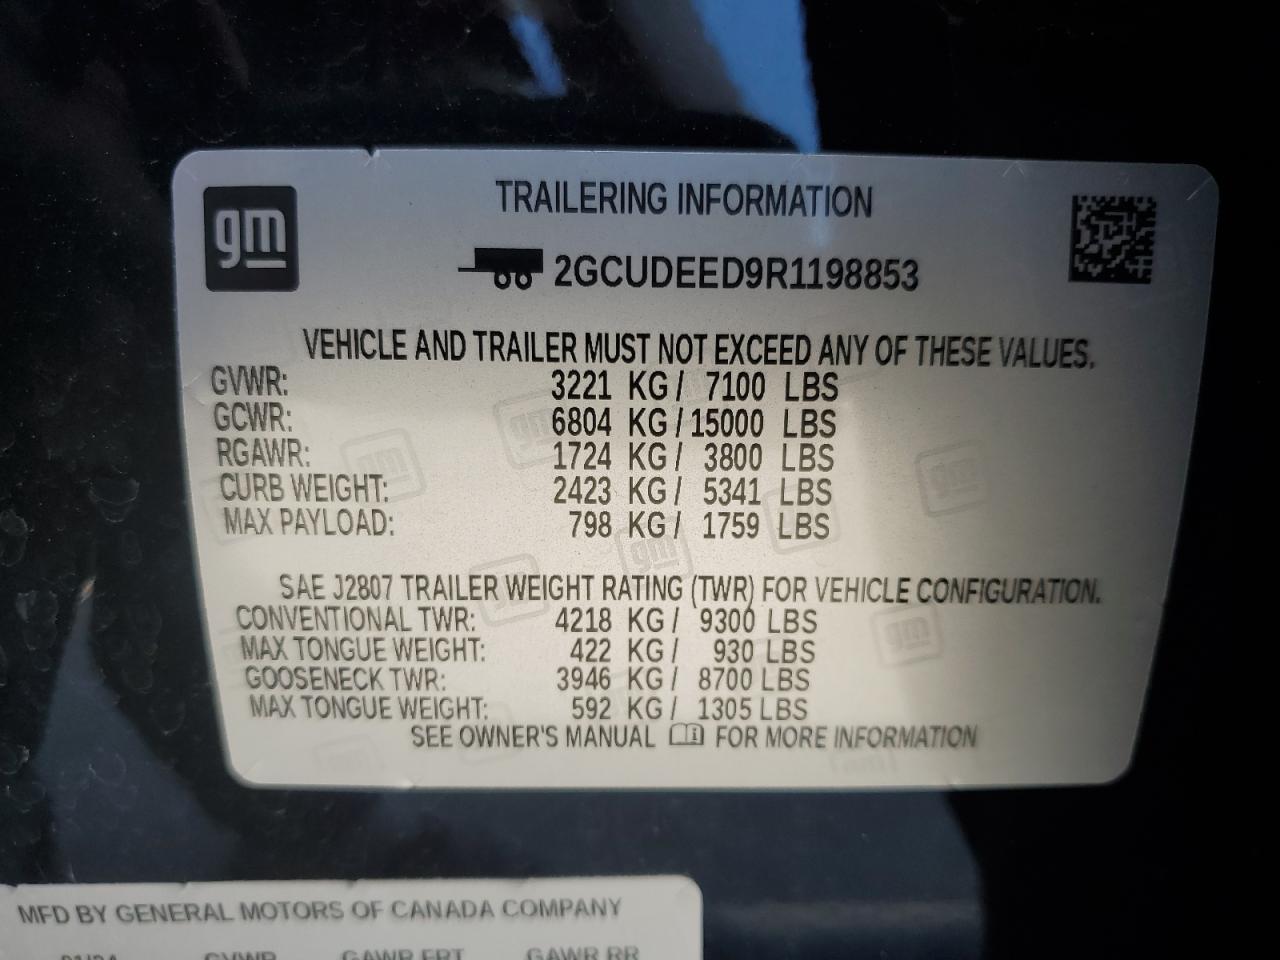 gm
TRAILERING INFORMATION
2GCUDEED9R1198853
VEHICLE AND TRAILER MUST NOT EXCEED ANY OF THESE VALUES.
GVWR: 3221 KG / 7100 LBS
GCWR: 6804 KG / 15000 LBS
RGAWR: 1724 KG / 3800 LBS
CURB WEIGHT: 2423 KG / 5341 LBS
MAX PAYLOAD: 798 KG / 1759 LBS
SAE J2807 TRAILER WEIGHT RATING (TWR) FOR VEHICLE CONFIGURATION.
CONVENTIONAL TWR: 4218 KG / 9300 LBS
MAX TONGUE WEIGHT: 422 KG / 930 LBS
GOOSENECK TWR: 3946 KG / 8700 LBS
MAX TONGUE WEIGHT: 592 KG / 1305 LBS
SEE OWNER'S MANUAL FOR MORE INFORMATION
MFD BY GENERAL MOTORS OF CANADA COMPANY
GVWR GAWR FRT GAWR RR